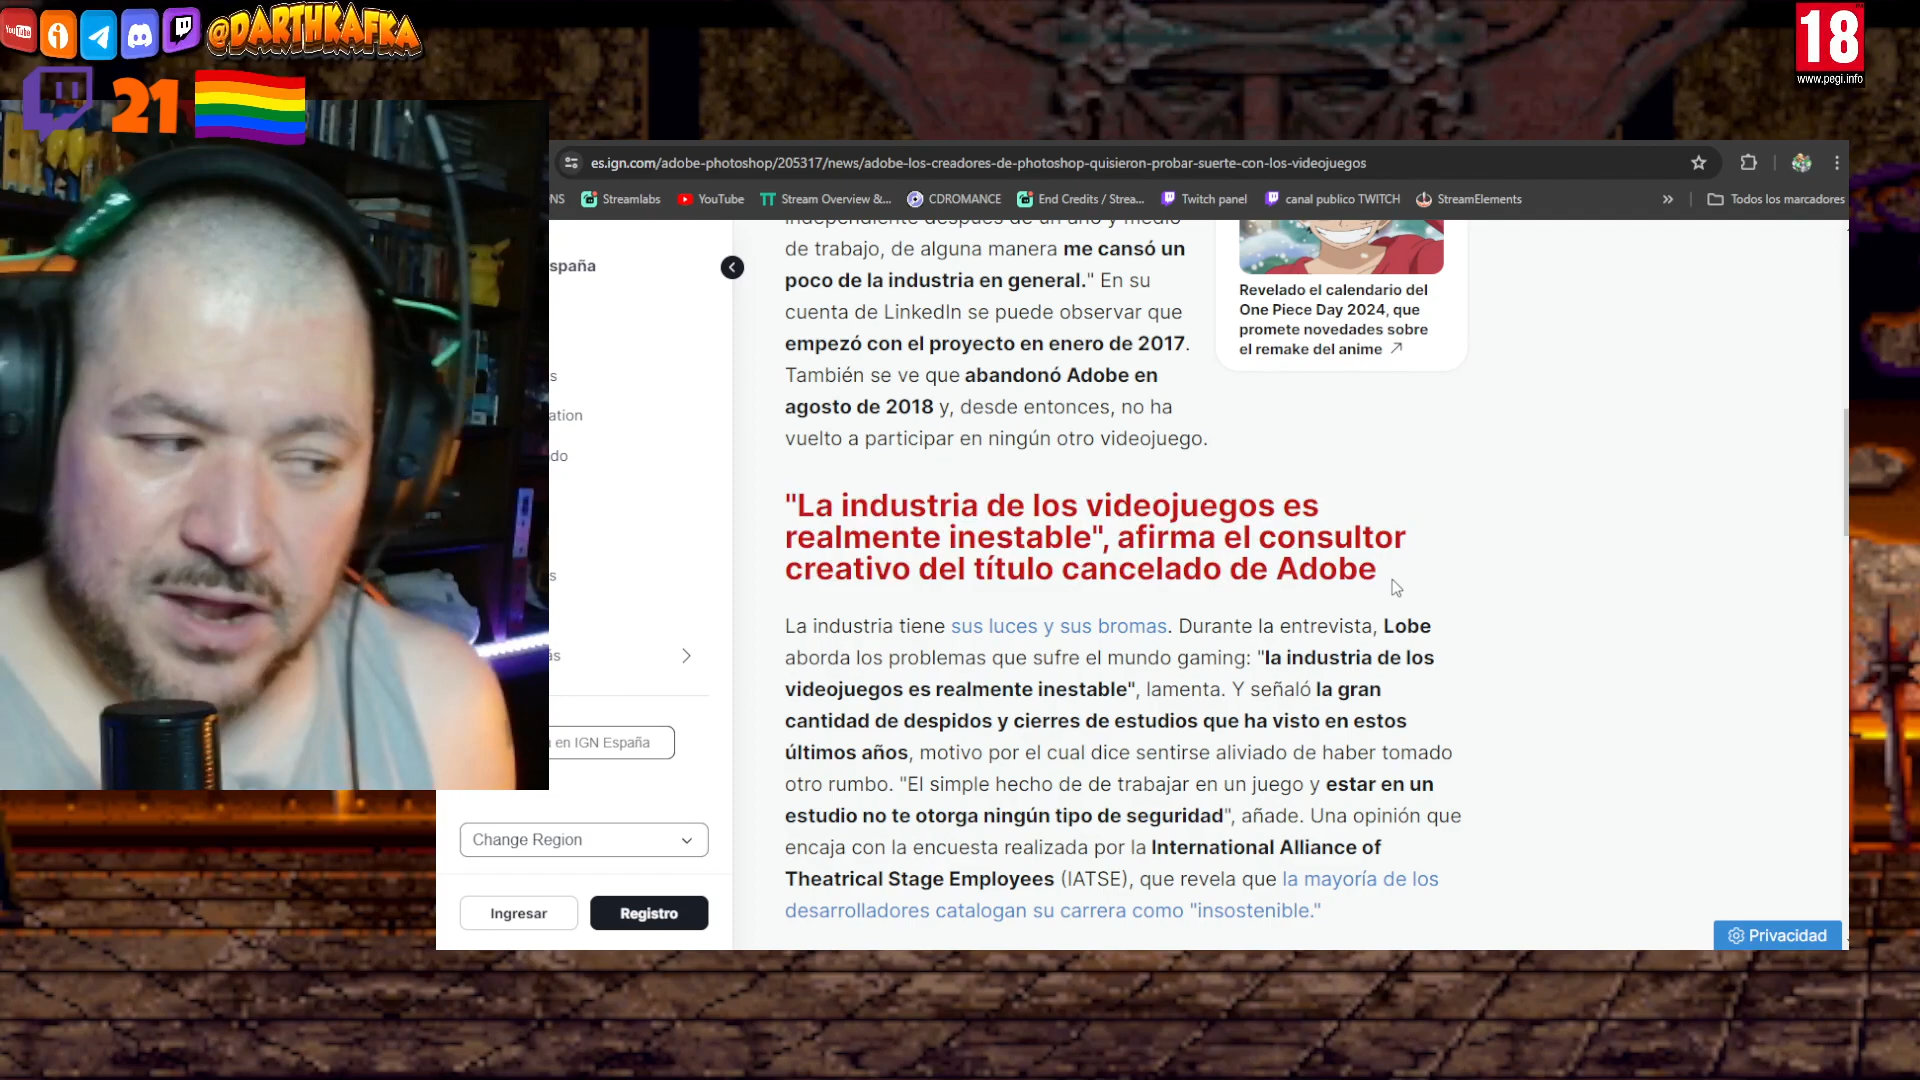 YouTube
@DARTHKAFKA
21
18
www.pegi.info
es.ign.com/adobe-photoshop/205317/news/adobe-los-creadores-de-photoshop-quisieron-probar-suerte-con-los-videojuegos
NS
Streamlabs
YouTube
Stream Overview &...
CDROMANCE
End Credits / Strea...
Twitch panel
canal publico TWITCH
StreamElements
»
Todos los marcadores
spaña
s
ation
do
s
ás
en IGN España
Change Region
Ingresar
Registro
independiente después de un año y medio
de trabajo, de alguna manera me cansó un
poco de la industria en general." En su
cuenta de LinkedIn se puede observar que
empezó con el proyecto en enero de 2017.
También se ve que abandonó Adobe en
agosto de 2018 y, desde entonces, no ha
vuelto a participar en ningún otro videojuego.
Revelado el calendario del
One Piece Day 2024, que
promete novedades sobre
el remake del anime
"La industria de los videojuegos es
realmente inestable", afirma el consultor
creativo del título cancelado de Adobe
La industria tiene sus luces y sus bromas. Durante la entrevista, Lobe
aborda los problemas que sufre el mundo gaming: "la industria de los
videojuegos es realmente inestable", lamenta. Y señaló la gran
cantidad de despidos y cierres de estudios que ha visto en estos
últimos años, motivo por el cual dice sentirse aliviado de haber tomado
otro rumbo. "El simple hecho de de trabajar en un juego y estar en un
estudio no te otorga ningún tipo de seguridad", añade. Una opinión que
encaja con la encuesta realizada por la International Alliance of
Theatrical Stage Employees (IATSE), que revela que la mayoría de los
desarrolladores catalogan su carrera como "insostenible."
Privacidad